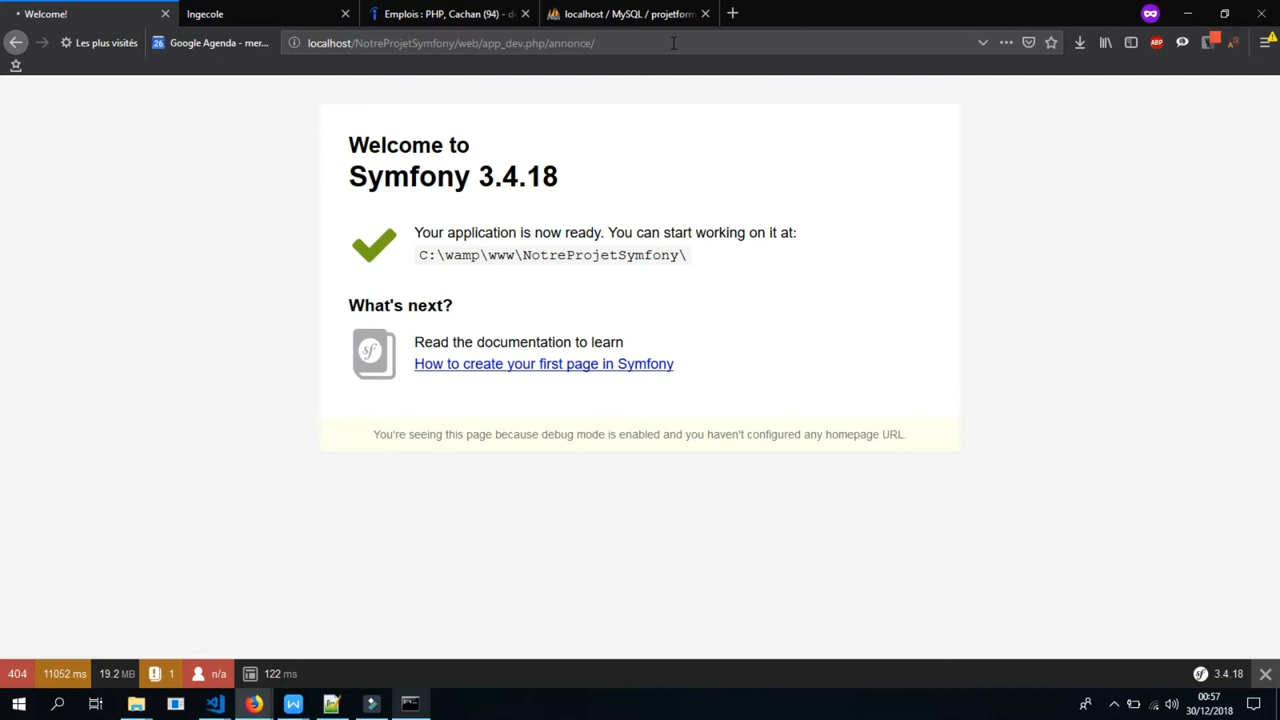 Welcome!
Ingecole
Emplois : PHP, Cachan (94) - d
localhost / MySQL / projetform
Les plus visités
26
Google Agenda - mer...
localhost/NotreProjetSymfony/web/app_dev.php/annonce/
ABP
Welcome to
Symfony 3.4.18
Your application is now ready. You can start working on it at:
C:\wamp\www\NotreProjetSymfony\
What's next?
sf
Read the documentation to learn
How to create your first page in Symfony
You're seeing this page because debug mode is enabled and you haven't configured any homepage URL.
404
11052 ms
19.2 MB
1
n/a
122 ms
sf
3.4.18
W
00:57
30/12/2018